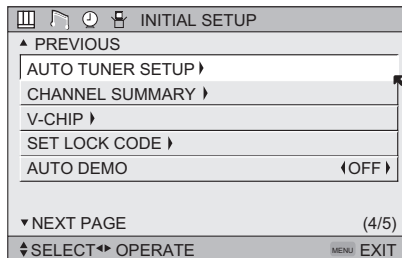 INITIAL SETUP
▲ PREVIOUS
AUTO TUNER SETUP
CHANNEL SUMMARY
V-CHIP
SET LOCK CODE
AUTO DEMO OFF
▼ NEXT PAGE (4/5)
SELECT OPERATE MENU EXIT